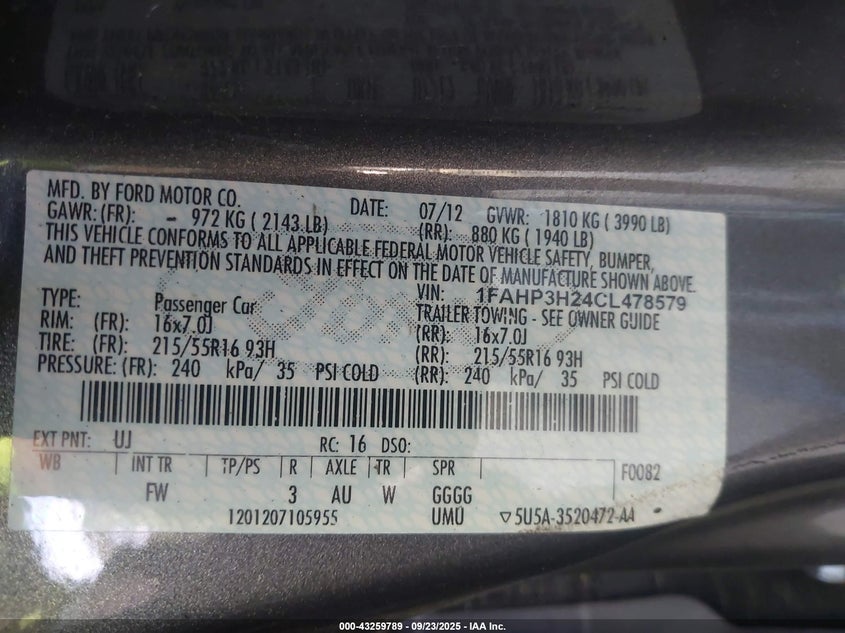 MFD. BY FORD MOTOR CO. DATE: 07/12 GVWR: 1810 KG ( 3990 LB)
GAWR: (FR): - 972 KG ( 2143 LB) (RR): 880 KG ( 1940 LB)
THIS VEHICLE CONFORMS TO ALL APPLICABLE FEDERAL MOTOR VEHICLE SAFETY, BUMPER,
AND THEFT PREVENTION STANDARDS IN EFFECT ON THE DATE OF MANUFACTURE SHOWN ABOVE.
VIN: 1FAHP3H24CL478579
TYPE: Passenger Car TRAILER TOWING - SEE OWNER GUIDE
RIM: (FR): 16x7.0J (RR): 16x7.0J
TIRE: (FR): 215/55R16 93H (RR): 215/55R16 93H
PRESSURE: (FR): 240 kPa/ 35 PSI COLD (RR): 240 kPa/ 35 PSI COLD
EXT PNT: UJ RC: 16 DSO:
WB INT TR TP/PS R AXLE TR SPR F0082
FW 3 AU W GGGG
1201207105955 UMU ▽5U5A-3520472-AA
000-43259789 - 09/23/2025 - IAA Inc.